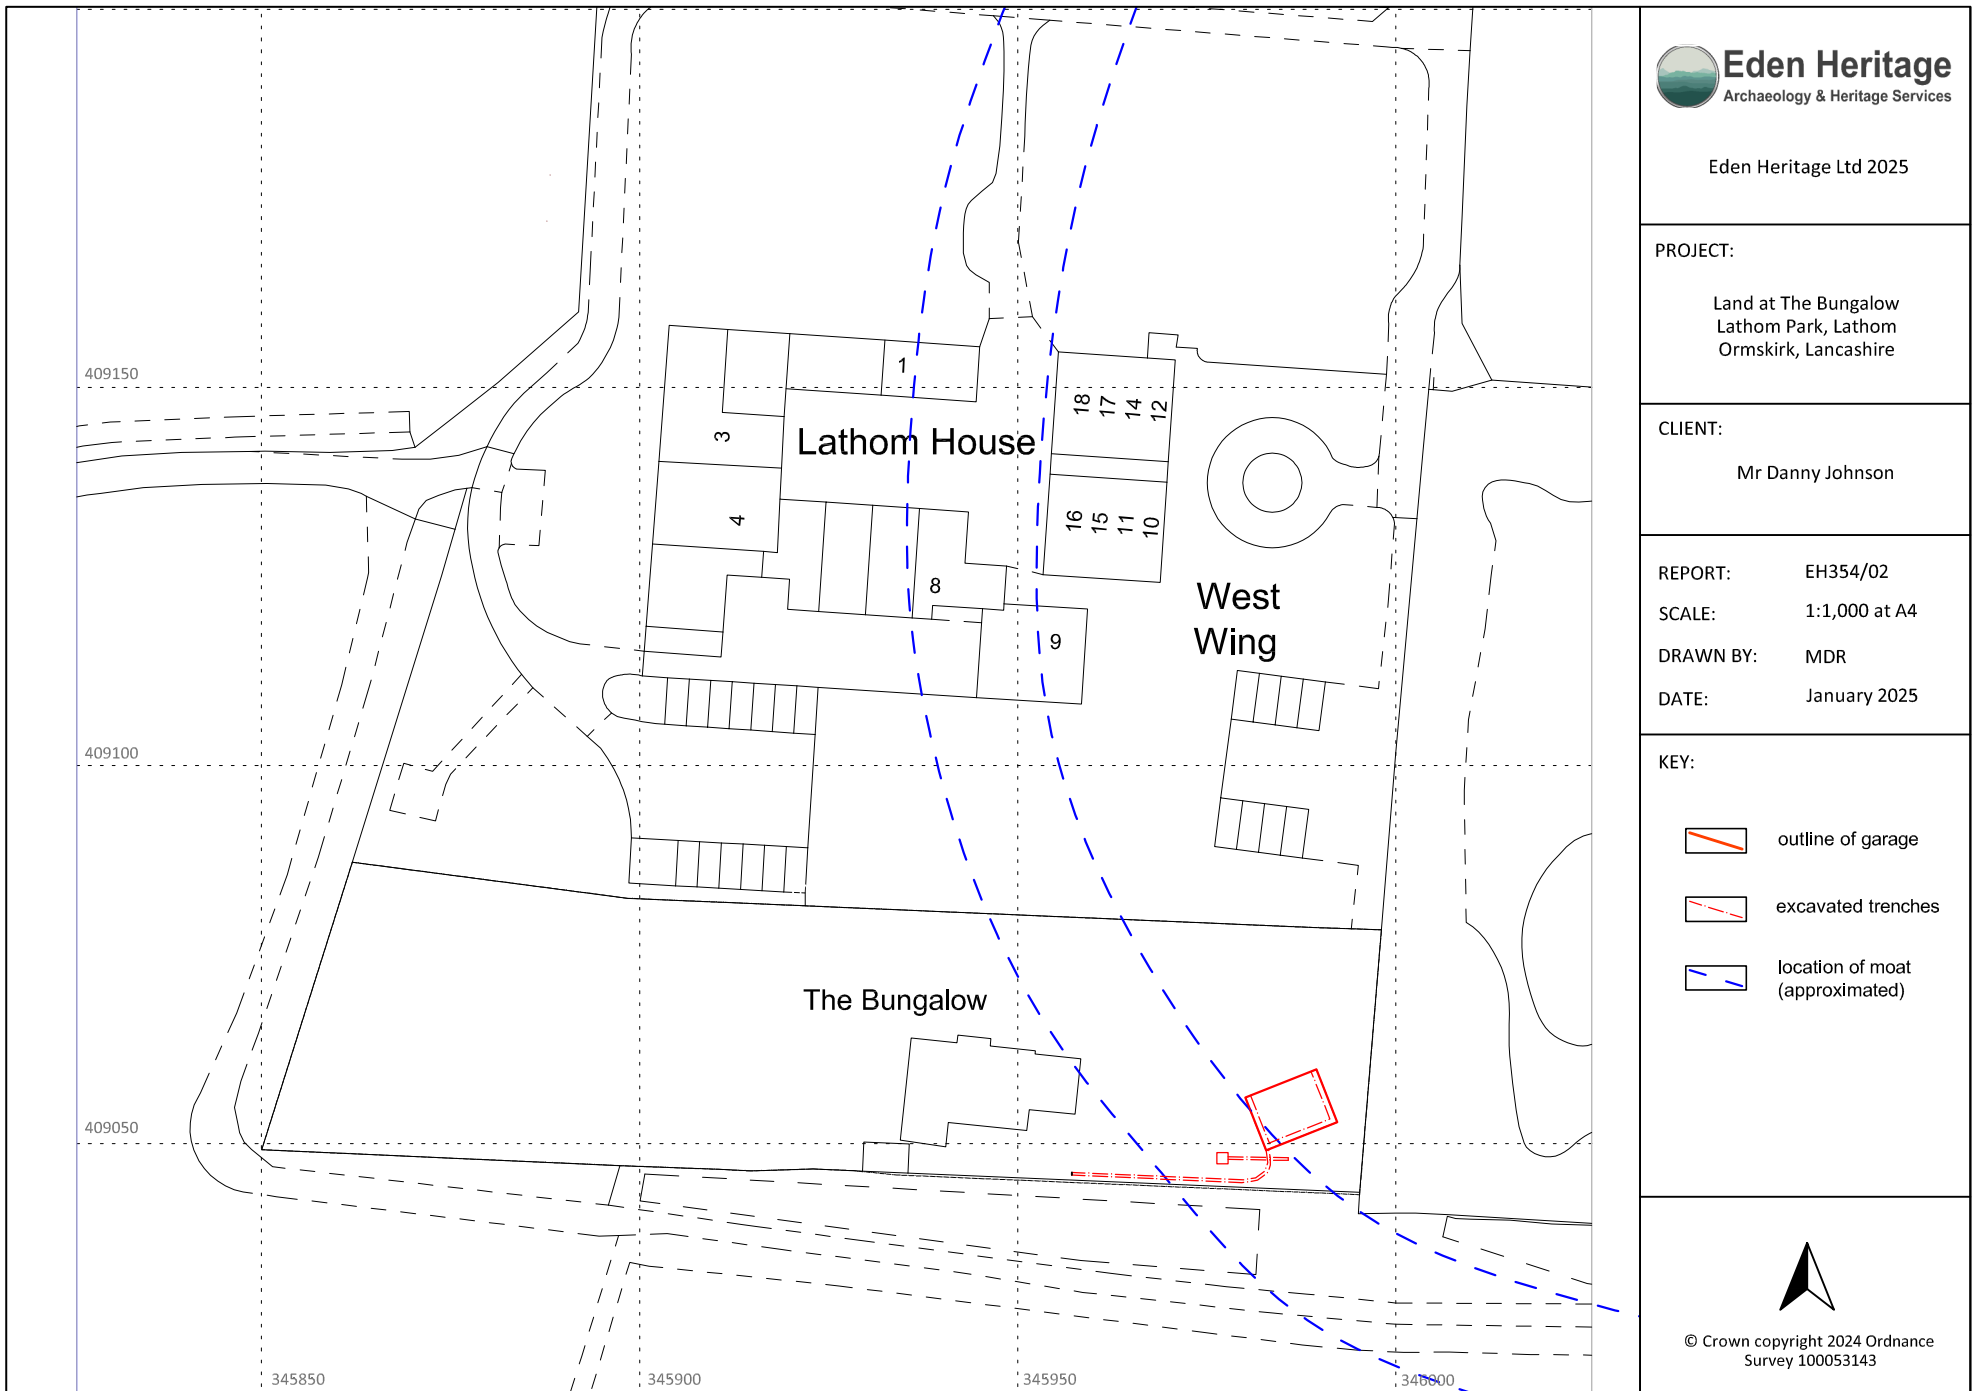 409150
409100
409050
345850
345900
345950
346000
1
3
4
Lathom House
18
17
14
12
16
15
11
10
8
9
West
Wing
The Bungalow
Eden Heritage
Archaeology & Heritage Services
Eden Heritage Ltd 2025
PROJECT:
Land at The Bungalow
Lathom Park, Lathom
Ormskirk, Lancashire
CLIENT:
Mr Danny Johnson
REPORT: EH354/02
SCALE: 1:1,000 at A4
DRAWN BY: MDR
DATE: January 2025
KEY:
outline of garage
excavated trenches
location of moat
(approximated)
© Crown copyright 2024 Ordnance
Survey 100053143